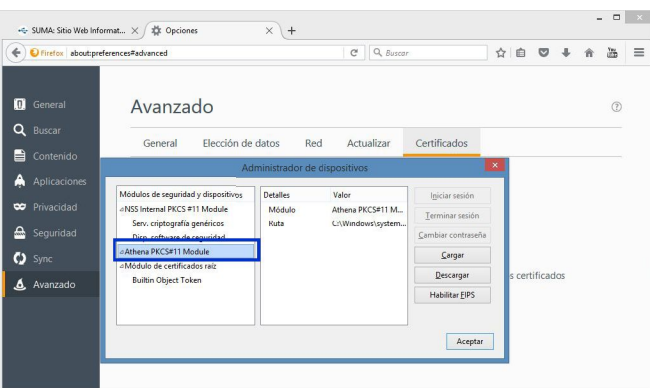 SUMA: Sitio Web Informat...
Opciones
Firefox
about:preferences#advanced
Buscar
General
Buscar
Contenido
Aplicaciones
Privacidad
Seguridad
Sync
Avanzado
Avanzado
General Elección de datos Red Actualizar Certificados
Administrador de dispositivos
Módulos de seguridad y dispositivos
NSS Internal PKCS #11 Module
Serv. criptografía genéricos
Disp. software de seguridad
Athena PKCS#11 Module
Módulo de certificados raíz
Builtin Object Token
Detalles Valor
Módulo Athena PKCS#11 M...
Ruta C:\Windows\system...
Iniciar sesión
Terminar sesión
Cambiar contraseña
Cargar
Descargar
Habilitar FIPS
Aceptar
s certificados